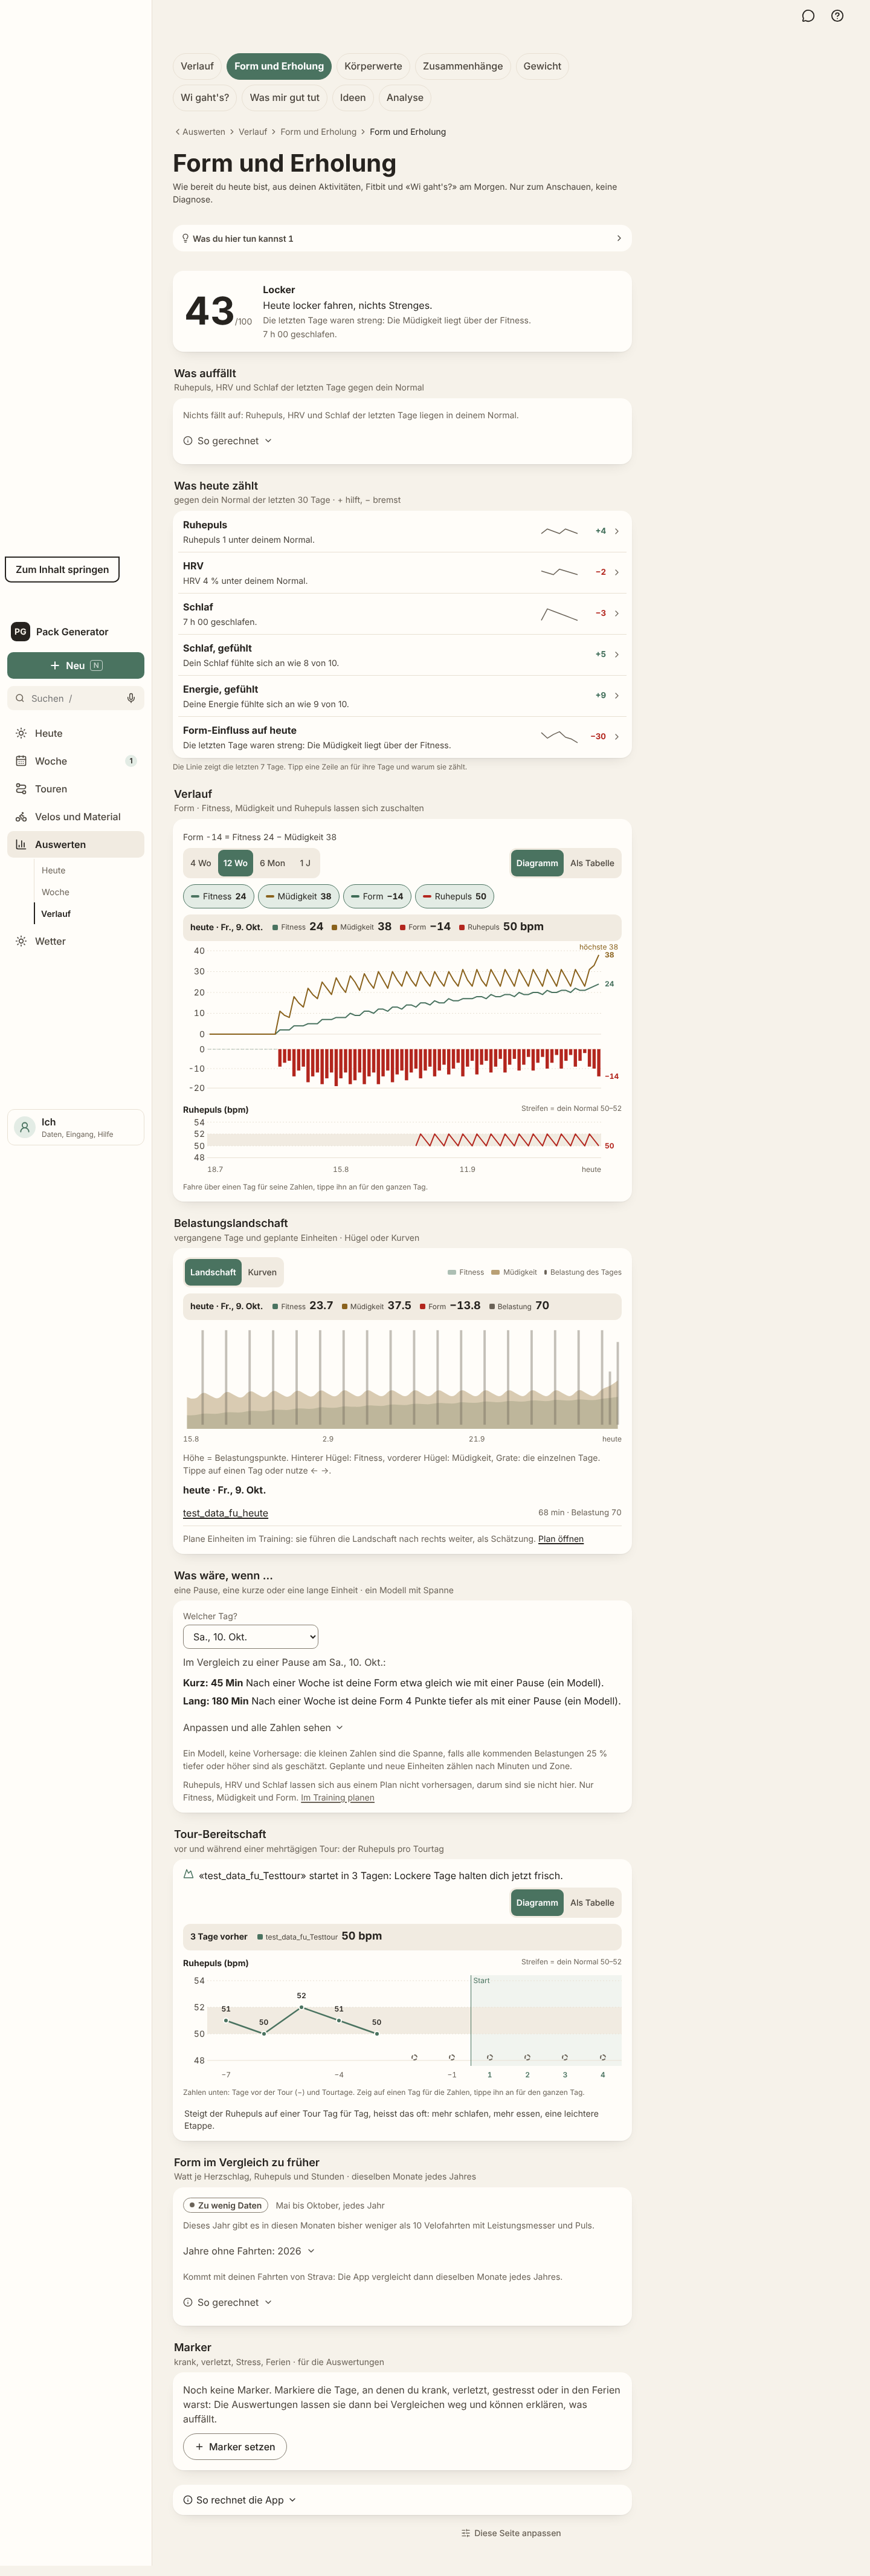 Verlauf
Form und Erholung
Körperwerte
Zusammenhänge
Gewicht
Wi gaht's?
Was mir gut tut
Ideen
Analyse
Auswerten
Verlauf
Form und Erholung
Form und Erholung
Form und Erholung
Wie bereit du heute bist, aus deinen Aktivitäten, Fitbit und «Wi gaht's?» am Morgen. Nur zum Anschauen, keine
Diagnose.
Was du hier tun kannst 1
43/100
Locker
Heute locker fahren, nichts Strenges.
Die letzten Tage waren streng: Die Müdigkeit liegt über der Fitness.
7 h 00 geschlafen.
Was auffällt
Ruhepuls, HRV und Schlaf der letzten Tage gegen dein Normal
Nichts fällt auf: Ruhepuls, HRV und Schlaf der letzten Tage liegen in deinem Normal.
So gerechnet
Was heute zählt
gegen dein Normal der letzten 30 Tage · + hilft, − bremst
Ruhepuls
Ruhepuls 1 unter deinem Normal.
+4
HRV
HRV 4 % unter deinem Normal.
−2
Schlaf
7 h 00 geschlafen.
−3
Schlaf, gefühlt
Dein Schlaf fühlte sich an wie 8 von 10.
+5
Energie, gefühlt
Deine Energie fühlte sich an wie 9 von 10.
+9
Form-Einfluss auf heute
Die letzten Tage waren streng: Die Müdigkeit liegt über der Fitness.
−30
Die Linie zeigt die letzten 7 Tage. Tipp eine Zeile an für ihre Tage und warum sie zählt.
Zum Inhalt springen
PG Pack Generator
Neu N
Suchen /
Heute
Woche 1
Touren
Velos und Material
Auswerten
Heute
Woche
Verlauf
Wetter
Ich
Daten, Eingang, Hilfe
Verlauf
Form · Fitness, Müdigkeit und Ruhepuls lassen sich zuschalten
Form -14 = Fitness 24 − Müdigkeit 38
4 Wo
12 Wo
6 Mon
1 J
Diagramm
Als Tabelle
Fitness 24
Müdigkeit 38
Form −14
Ruhepuls 50
heute · Fr., 9. Okt. Fitness 24 Müdigkeit 38 Form −14 Ruhepuls 50 bpm
höchste 38
40
38
30
24
20
10
0
0
-10
−14
-20
Ruhepuls (bpm)
Streifen = dein Normal 50–52
54
52
50
50
48
18.7
15.8
11.9
heute
Fahre über einen Tag für seine Zahlen, tippe ihn an für den ganzen Tag.
Belastungslandschaft
vergangene Tage und geplante Einheiten · Hügel oder Kurven
Landschaft
Kurven
Fitness
Müdigkeit
Belastung des Tages
heute · Fr., 9. Okt. Fitness 23.7 Müdigkeit 37.5 Form −13.8 Belastung 70
15.8
2.9
21.9
heute
Höhe = Belastungspunkte. Hinterer Hügel: Fitness, vorderer Hügel: Müdigkeit, Grate: die einzelnen Tage.
Tippe auf einen Tag oder nutze ← →.
heute · Fr., 9. Okt.
test_data_fu_heute
68 min · Belastung 70
Plane Einheiten im Training: sie führen die Landschaft nach rechts weiter, als Schätzung. Plan öffnen
Was wäre, wenn …
eine Pause, eine kurze oder eine lange Einheit · ein Modell mit Spanne
Welcher Tag?
Sa., 10. Okt.
Im Vergleich zu einer Pause am Sa., 10. Okt.:
Kurz: 45 Min Nach einer Woche ist deine Form etwa gleich wie mit einer Pause (ein Modell).
Lang: 180 Min Nach einer Woche ist deine Form 4 Punkte tiefer als mit einer Pause (ein Modell).
Anpassen und alle Zahlen sehen
Ein Modell, keine Vorhersage: die kleinen Zahlen sind die Spanne, falls alle kommenden Belastungen 25 %
tiefer oder höher sind als geschätzt. Geplante und neue Einheiten zählen nach Minuten und Zone.
Ruhepuls, HRV und Schlaf lassen sich aus einem Plan nicht vorhersagen, darum sind sie nicht hier. Nur
Fitness, Müdigkeit und Form. Im Training planen
Tour-Bereitschaft
vor und während einer mehrtägigen Tour: der Ruhepuls pro Tourtag
«test_data_fu_Testtour» startet in 3 Tagen: Lockere Tage halten dich jetzt frisch.
Diagramm
Als Tabelle
3 Tage vorher test_data_fu_Testtour 50 bpm
Ruhepuls (bpm)
Streifen = dein Normal 50–52
54
Start
52
51
50
52
51
50
50
48
−7
−4
−1
1
2
3
4
Zahlen unten: Tage vor der Tour (−) und Tourtage. Zeig auf einen Tag für die Zahlen, tippe ihn an für den ganzen Tag.
Steigt der Ruhepuls auf einer Tour Tag für Tag, heisst das oft: mehr schlafen, mehr essen, eine leichtere
Etappe.
Form im Vergleich zu früher
Watt je Herzschlag, Ruhepuls und Stunden · dieselben Monate jedes Jahres
Zu wenig Daten
Mai bis Oktober, jedes Jahr
Dieses Jahr gibt es in diesen Monaten bisher weniger als 10 Velofahrten mit Leistungsmesser und Puls.
Jahre ohne Fahrten: 2026
Kommt mit deinen Fahrten von Strava: Die App vergleicht dann dieselben Monate jedes Jahres.
So gerechnet
Marker
krank, verletzt, Stress, Ferien · für die Auswertungen
Noch keine Marker. Markiere die Tage, an denen du krank, verletzt, gestresst oder in den Ferien
warst: Die Auswertungen lassen sie dann bei Vergleichen weg und können erklären, was
auffällt.
Marker setzen
So rechnet die App
Diese Seite anpassen